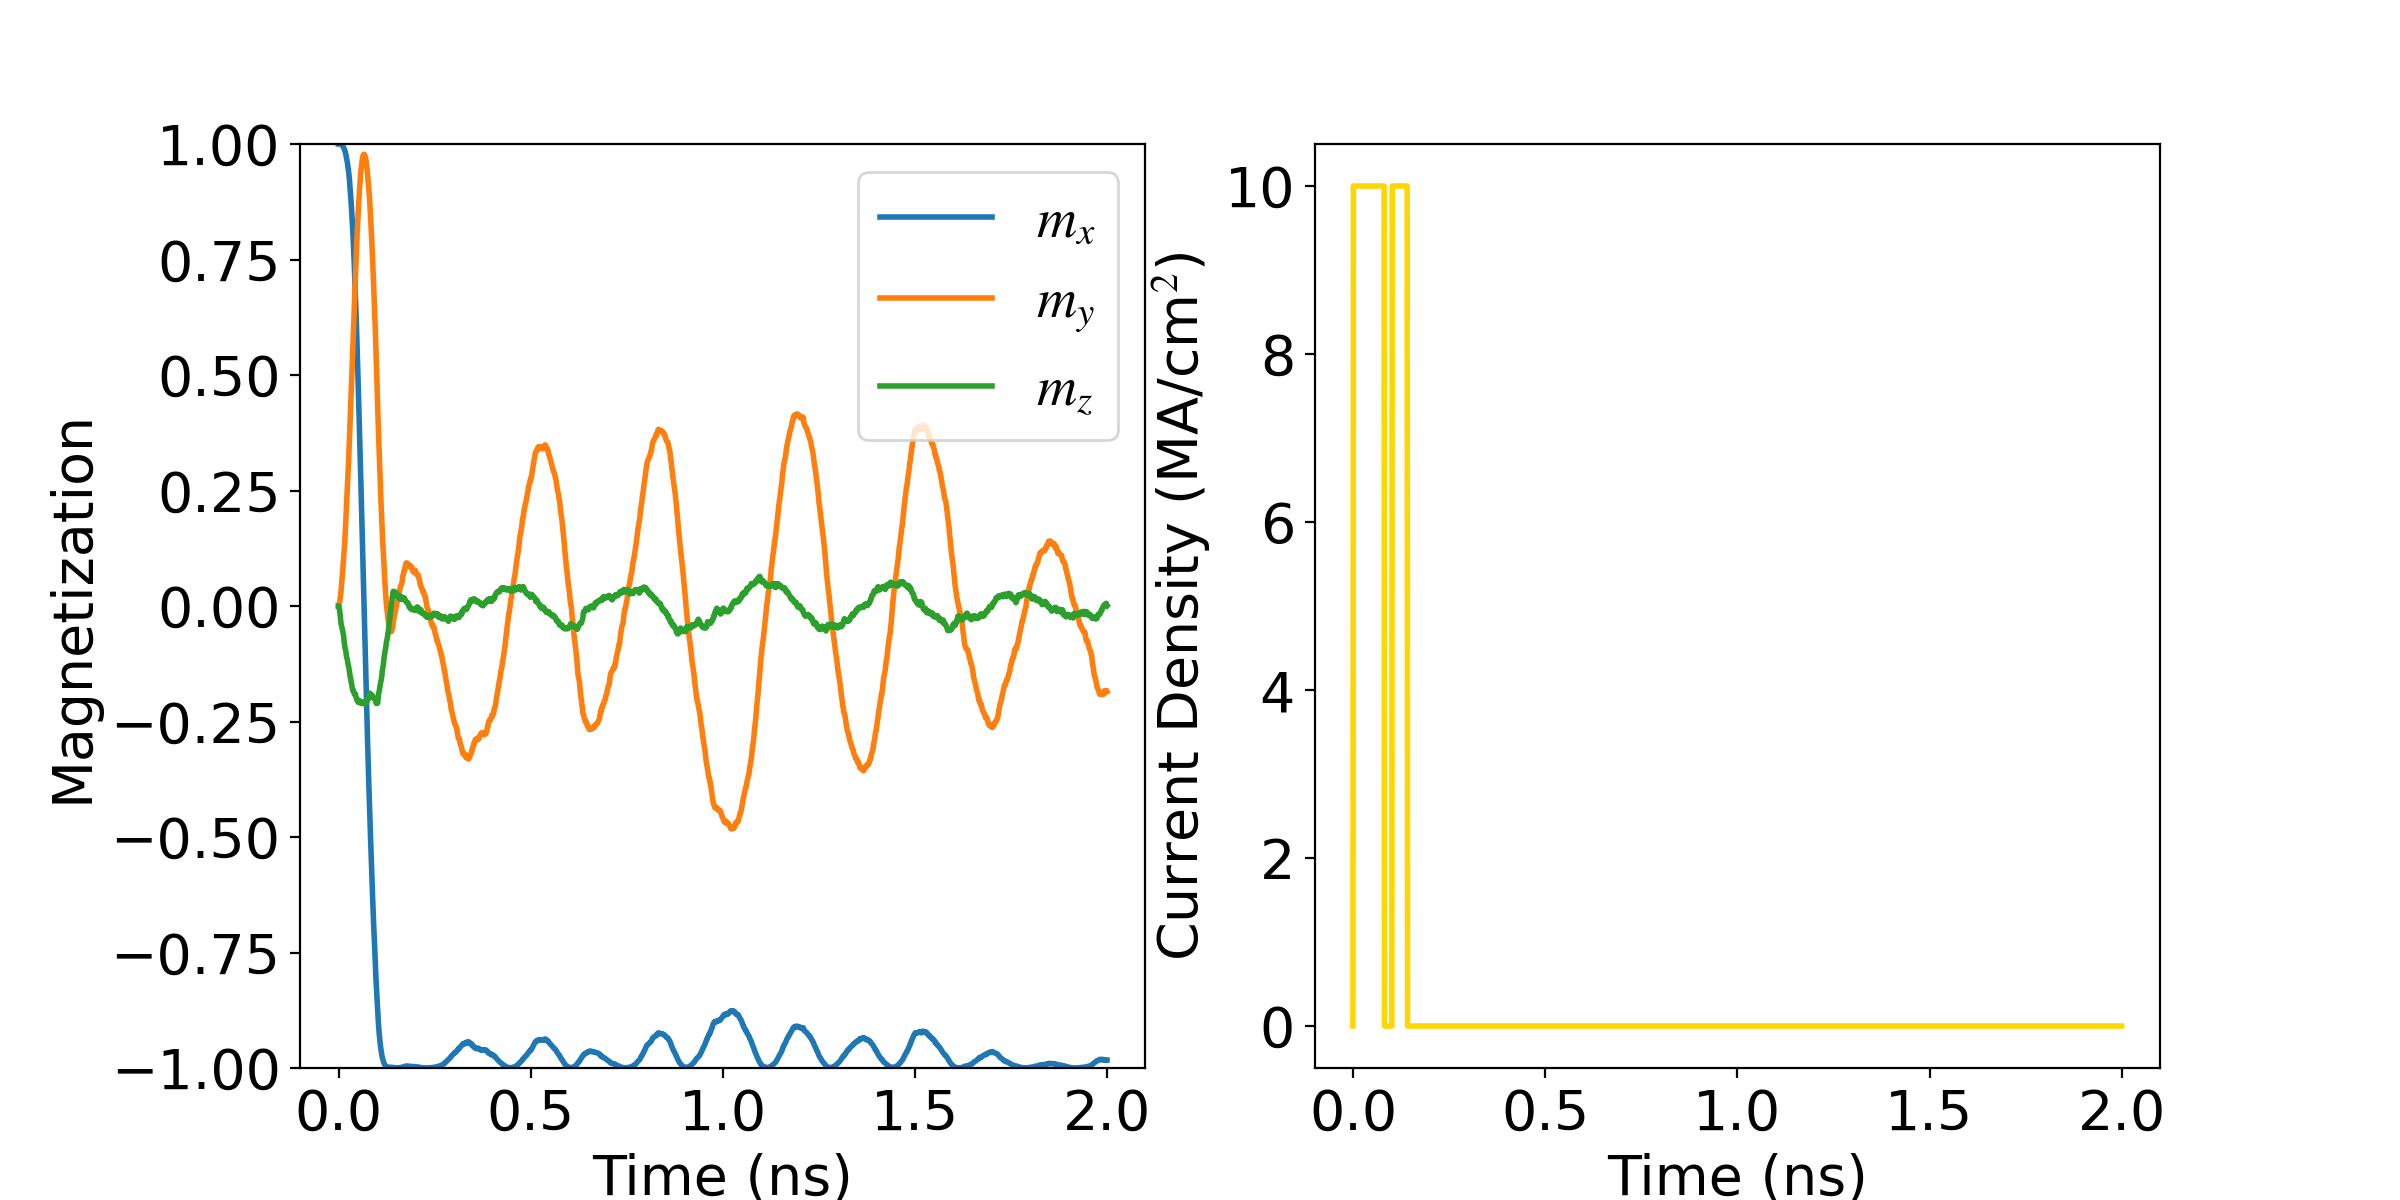 1.00
0.75
0.50
0.25
0.00
−0.25
−0.50
−0.75
−1.00
Magnetization
0.0 0.5 1.0 1.5 2.0
Time (ns)
m_x
m_y
m_z
10
8
6
4
2
0
Current Density (MA/cm²)
0.0 0.5 1.0 1.5 2.0
Time (ns)